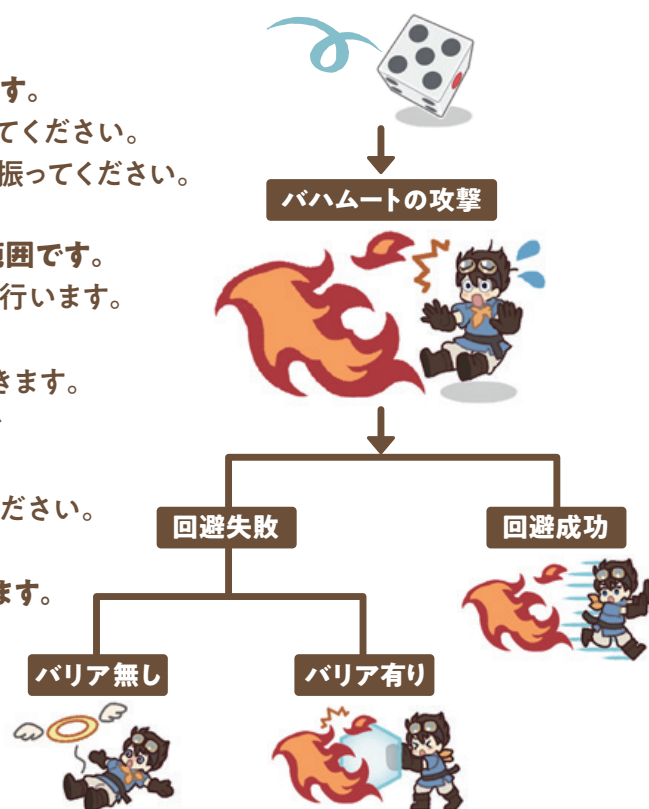 す。
てください。
振ってください。
バハムートの攻撃
範囲です。
行います。
きます。
ださい。
回避失敗
回避成功
ます。
バリア無し
バリア有り